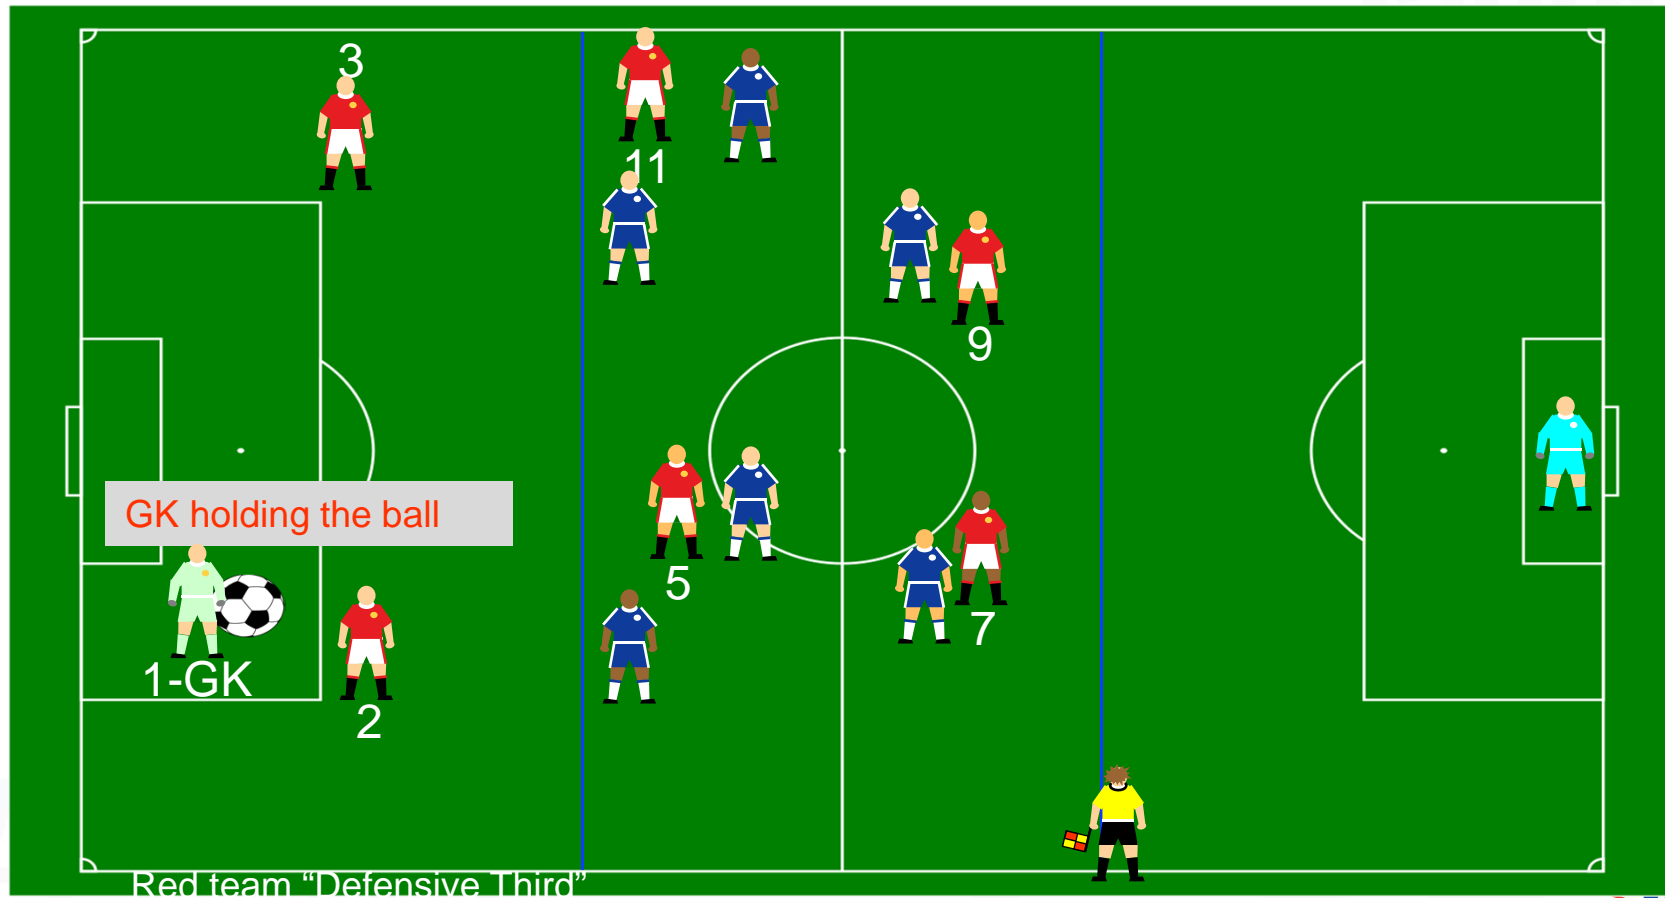 3
11
9
GK holding the ball
5
7
1-GK
2
Red team “Defensive Third”